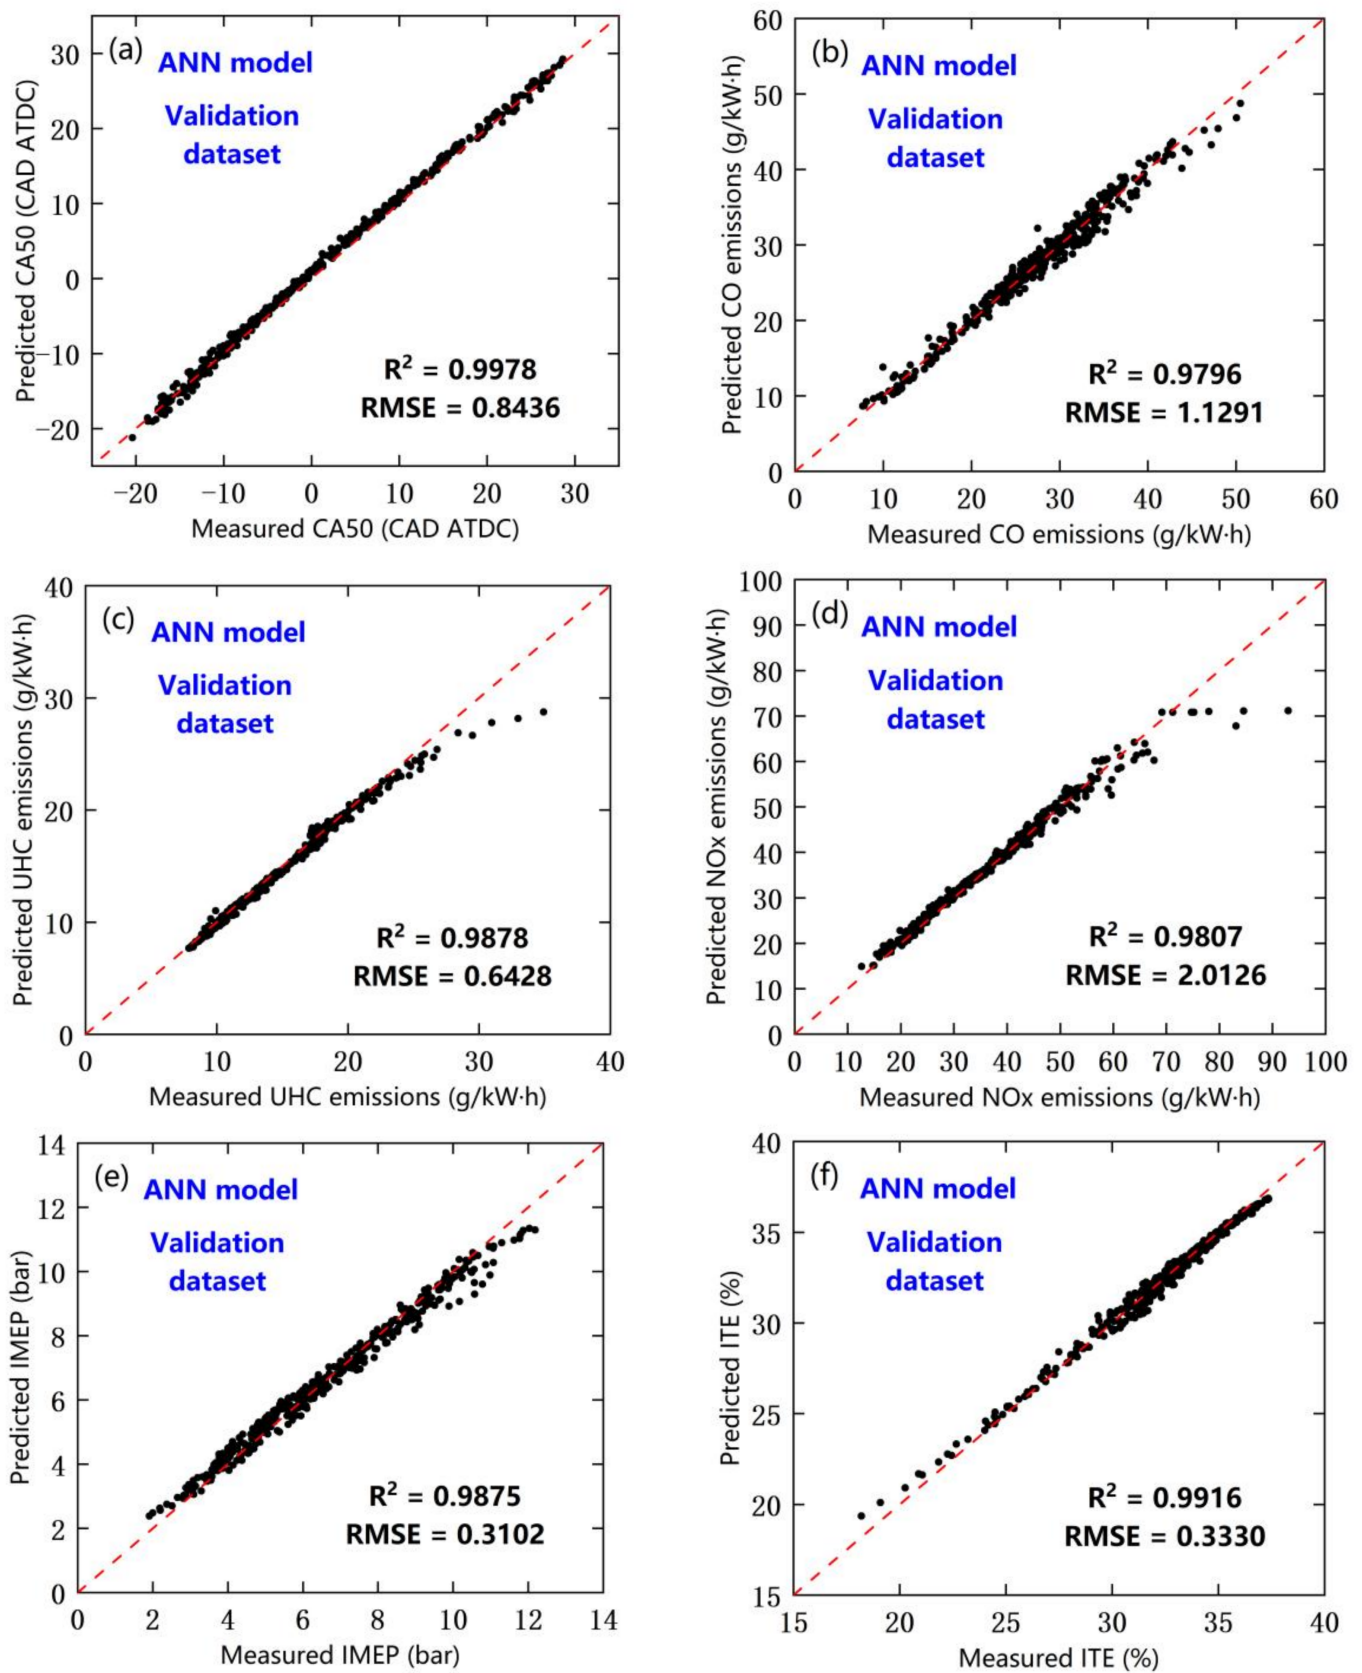 (a) ANN model
Validation
dataset
R² = 0.9978
RMSE = 0.8436
Predicted CA50 (CAD ATDC)
30
20
10
0
−10
−20
−20 −10 0 10 20 30
Measured CA50 (CAD ATDC)
(b) ANN model
Validation
dataset
R² = 0.9796
RMSE = 1.1291
Predicted CO emissions (g/kW·h)
60
50
40
30
20
10
0
0 10 20 30 40 50 60
Measured CO emissions (g/kW·h)
(c) ANN model
Validation
dataset
R² = 0.9878
RMSE = 0.6428
Predicted UHC emissions (g/kW·h)
40
30
20
10
0
0 10 20 30 40
Measured UHC emissions (g/kW·h)
(d) ANN model
Validation
dataset
R² = 0.9807
RMSE = 2.0126
Predicted NOx emissions (g/kW·h)
100
90
80
70
60
50
40
30
20
10
0
0 10 20 30 40 50 60 70 80 90 100
Measured NOx emissions (g/kW·h)
(e) ANN model
Validation
dataset
R² = 0.9875
RMSE = 0.3102
Predicted IMEP (bar)
14
12
10
8
6
4
2
0
0 2 4 6 8 10 12 14
Measured IMEP (bar)
(f) ANN model
Validation
dataset
R² = 0.9916
RMSE = 0.3330
Predicted ITE (%)
40
35
30
25
20
15
15 20 25 30 35 40
Measured ITE (%)